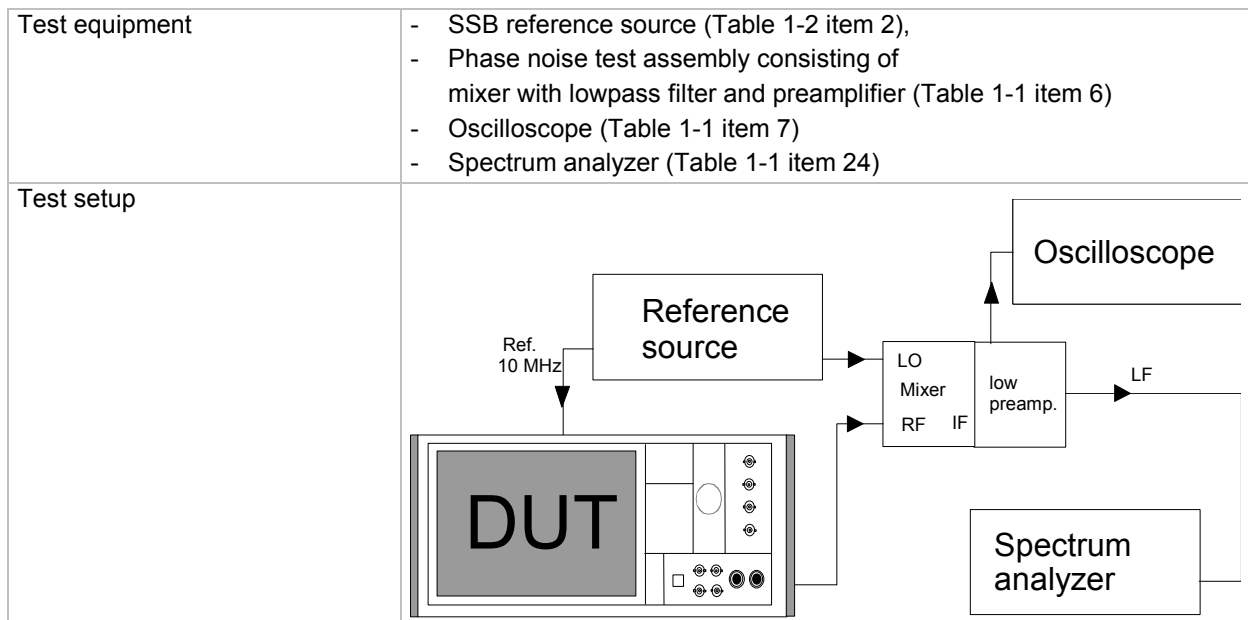 Test equipment
- SSB reference source (Table 1-2 item 2),
- Phase noise test assembly consisting of
mixer with lowpass filter and preamplifier (Table 1-1 item 6)
- Oscilloscope (Table 1-1 item 7)
- Spectrum analyzer (Table 1-1 item 24)
Test setup
Oscilloscope
Reference
source
Ref.
10 MHz
LO
Mixer
RF IF
low
preamp.
LF
DUT
Spectrum
analyzer